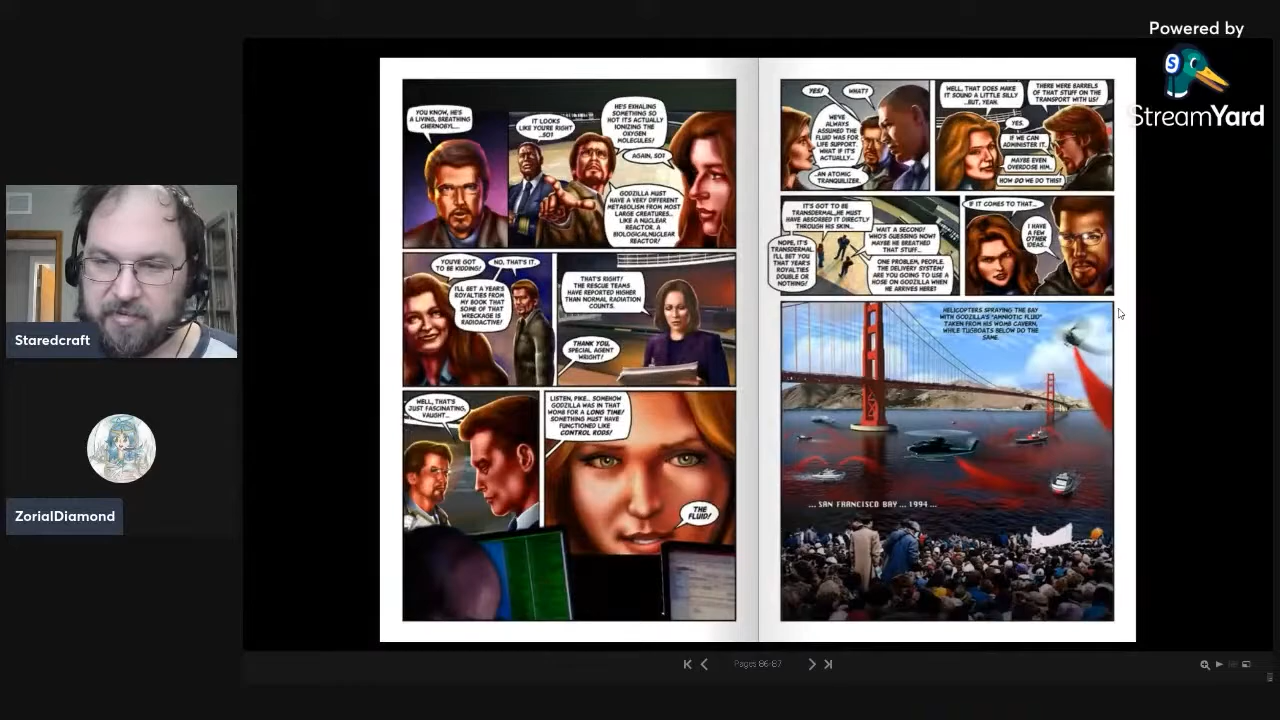 Powered by
StreamYard
Staredcraft
ZorialDiamond
YOU KNOW, HE'S
A LIVING, BREATHING
CHERNOBYL...
IT LOOKS
LIKE YOU'RE RIGHT
...SO?
HE'S EXHALING
SOMETHING SO
HOT ITS ACTUALLY
IONIZING THE
OXYGEN
MOLECULES!
AGAIN, SO?
GODZILLA MUST
HAVE A VERY DIFFERENT
METABOLISM FROM MOST
LARGE CREATURES...
LIKE A NUCLEAR
REACTOR. A
BIOLOGICAL NUCLEAR
REACTOR!
YOU'VE GOT
TO BE KIDDING!
NO, THAT'S IT.
I'LL BET A YEAR'S
ROYALTIES FROM
MY BOOK THAT
SOME OF THAT
WRECKAGE IS
RADIOACTIVE!
THAT'S RIGHT!
THE RESCUE TEAMS
HAVE REPORTED HIGHER
THAN NORMAL RADIATION
COUNTS.
THANK YOU,
SPECIAL AGENT
WRIGHT!
WELL, THAT'S
JUST FASCINATING,
VAUGHT...
LISTEN, PIKE... SOMEHOW
GODZILLA WAS IN THAT
WOMB FOR A LONG TIME!
SOMETHING MUST HAVE
FUNCTIONED LIKE
CONTROL RODS!
THE
FLUID!
YES!
WHAT?
WE'VE
ALWAYS
ASSUMED THE
FLUID WAS FOR
LIFE SUPPORT.
WHAT IF IT'S
ACTUALLY...
...AN ATOMIC
TRANQUILIZER.
WELL, THAT DOES MAKE
IT SOUND A LITTLE SILLY
...BUT, YEAH.
THERE WERE BARRELS
OF THAT STUFF ON THE
TRANSPORT WITH US!
YES.
IF WE CAN
ADMINISTER IT...
MAYBE EVEN
OVERDOSE HIM...
HOW DO WE DO THIS?
IT'S GOT TO BE
TRANSDERMAL...HE MUST
HAVE ABSORBED IT DIRECTLY
THROUGH HIS SKIN...
WAIT A SECOND!
WHO'S GUESSING NOW?
MAYBE HE BREATHED
THAT STUFF...
NOPE, IT'S
TRANSDERMAL.
I'LL BET YOU
THAT YEAR'S
ROYALTIES
DOUBLE OR
NOTHING!
ONE PROBLEM, PEOPLE.
THE DELIVERY SYSTEM?
ARE YOU GOING TO USE A
HOSE ON GODZILLA WHEN
HE ARRIVES HERE?
IF IT COMES TO THAT...
I HAVE A
FEW
OTHER
IDEAS...
HELICOPTERS SPRAYING THE BAY
WITH GODZILLA'S "AMNIOTIC FLUID"
TAKEN FROM HIS WOMB CAVERN,
WHILE TUGBOATS BELOW DO THE
SAME.
... SAN FRANCISCO BAY ... 1994 ...
Pages 86-87